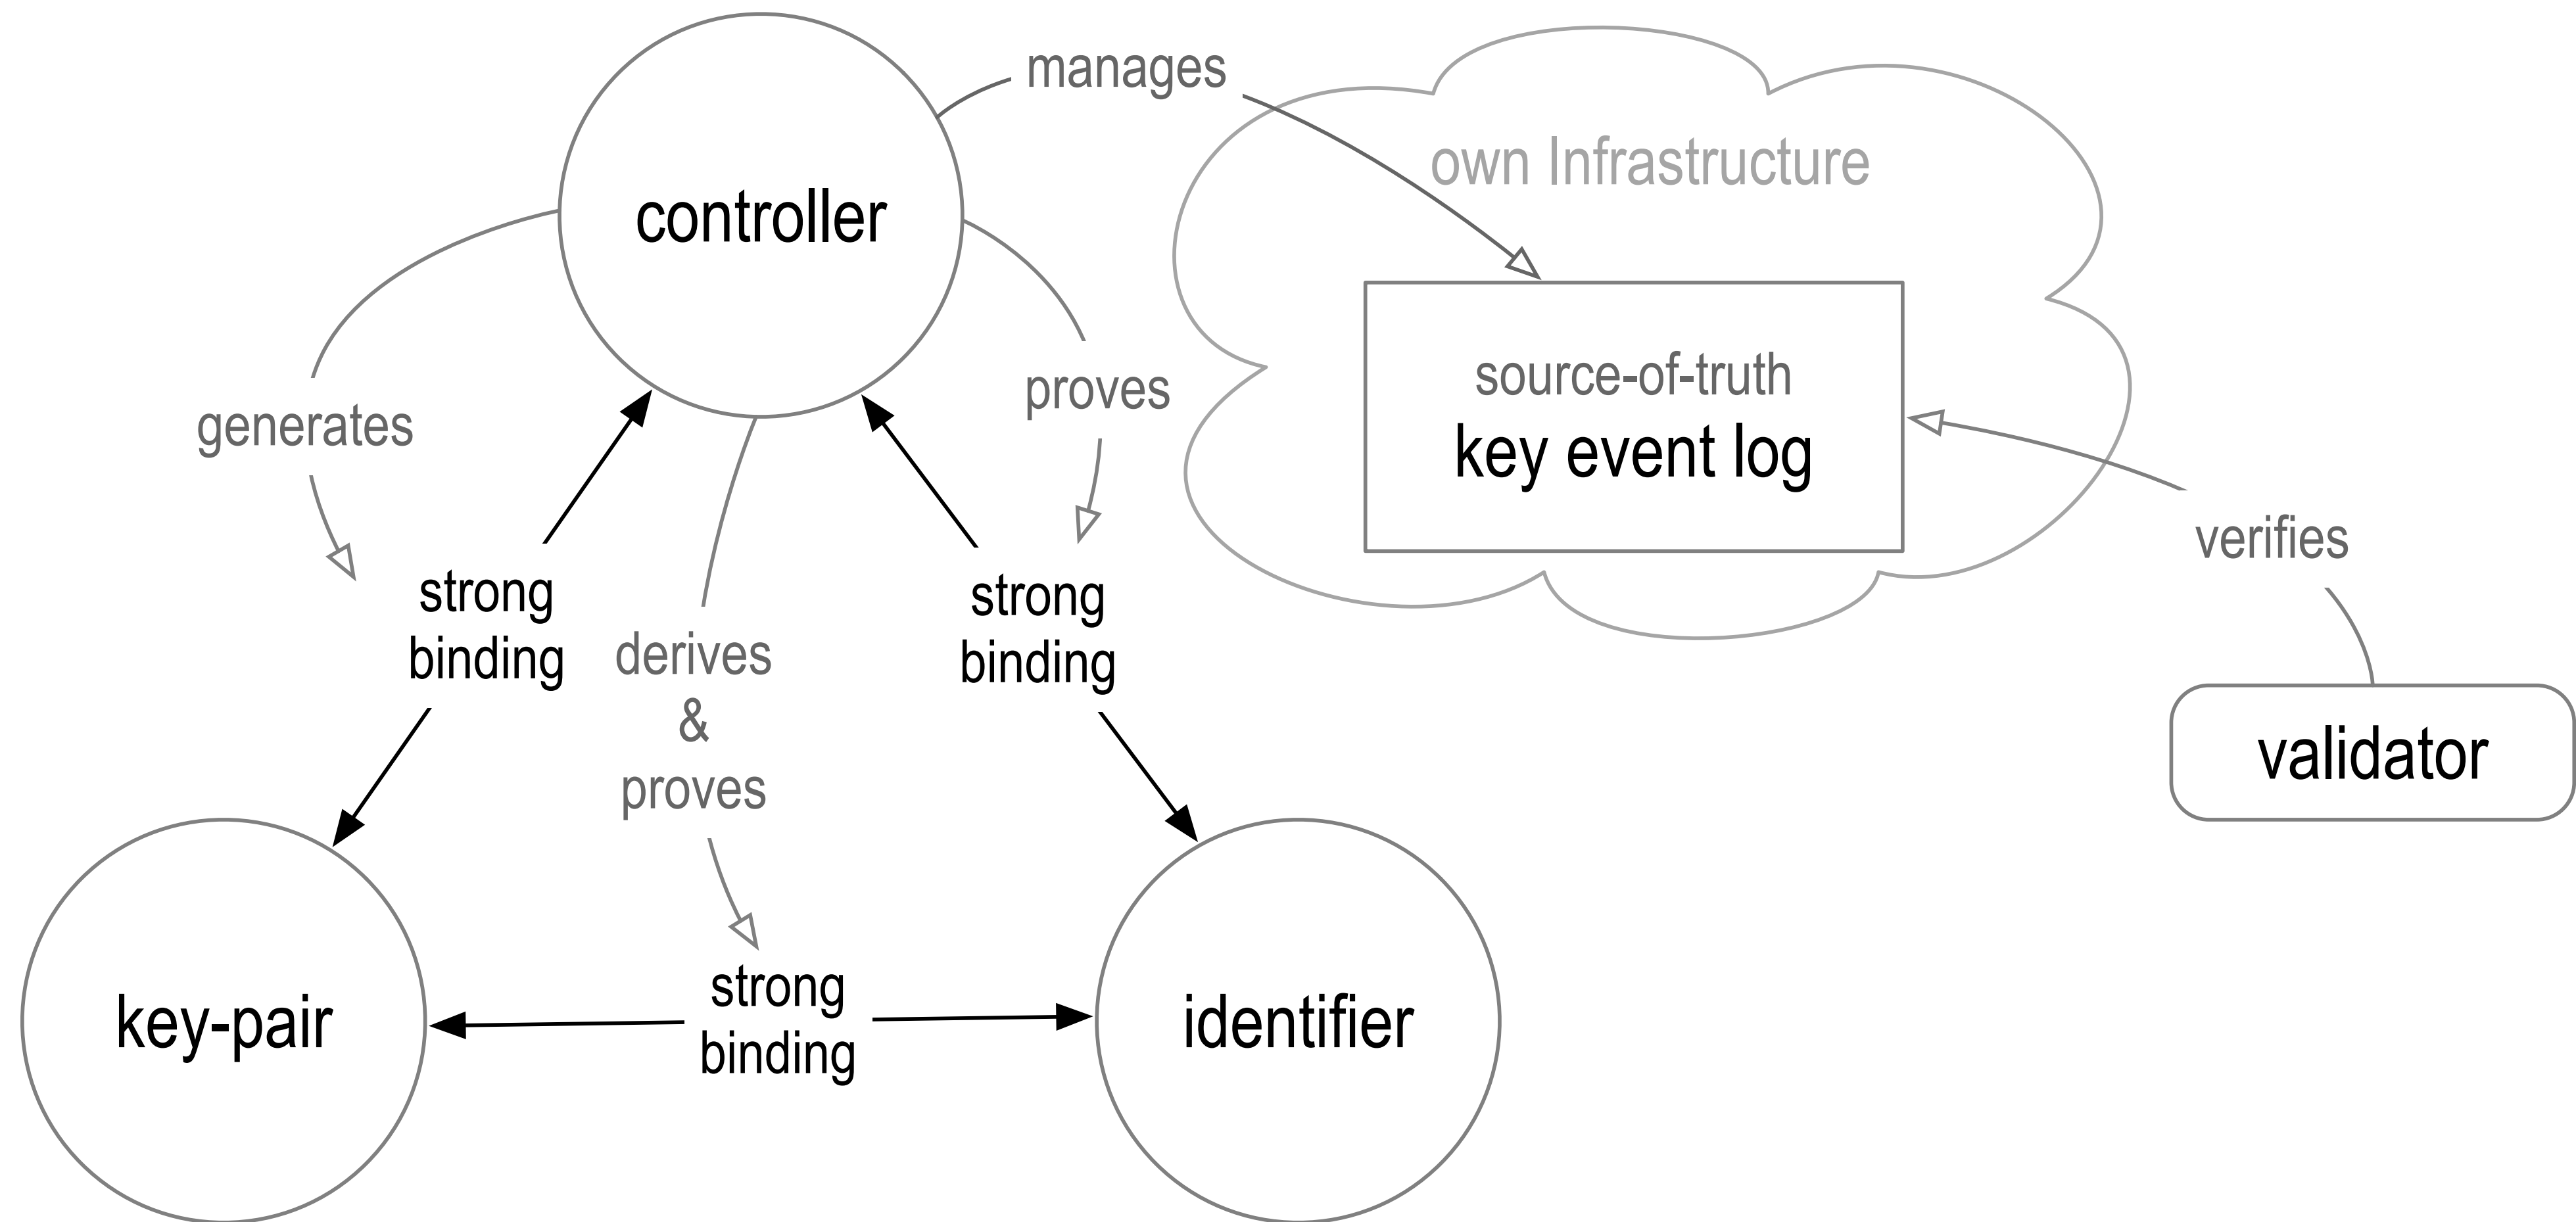 manages
own Infrastructure
controller
source-of-truth
key event log
proves
generates
verifies
strong
binding
strong
binding
derives
&
proves
validator
key-pair
strong
binding
identifier